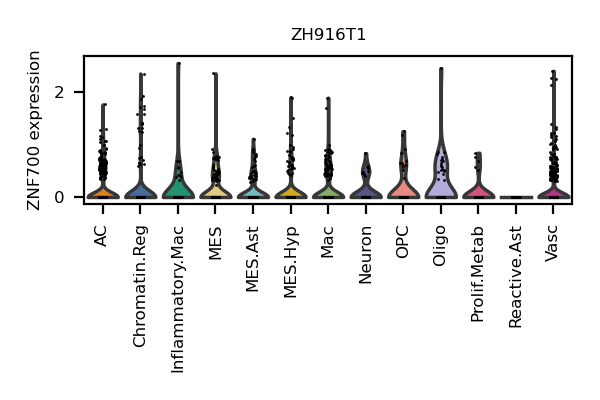 ZH916T1
ZNF700 expression
2
0
AC
Chromatin.Reg
Inflammatory.Mac
MES
MES.Ast
MES.Hyp
Mac
Neuron
OPC
Oligo
Prolif.Metab
Reactive.Ast
Vasc